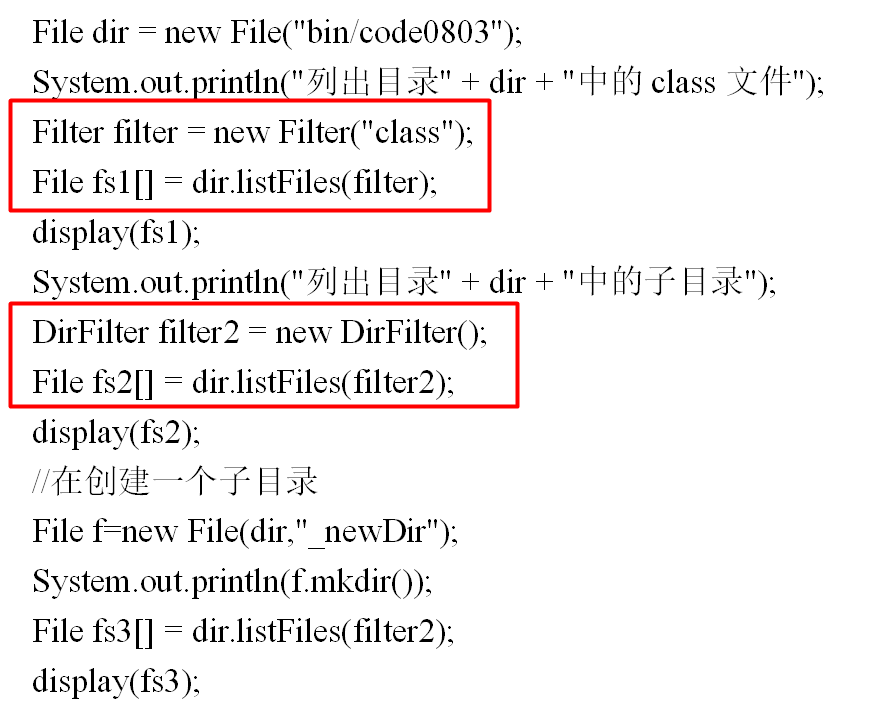 File dir = new File("bin/code0803");
System.out.println("列出目录" + dir + "中的 class 文件");
Filter filter = new Filter("class");
File fs1[] = dir.listFiles(filter);
display(fs1);
System.out.println("列出目录" + dir + "中的子目录");
DirFilter filter2 = new DirFilter();
File fs2[] = dir.listFiles(filter2);
display(fs2);
//在创建一个子目录
File f=new File(dir,"_newDir");
System.out.println(f.mkdir());
File fs3[] = dir.listFiles(filter2);
display(fs3);